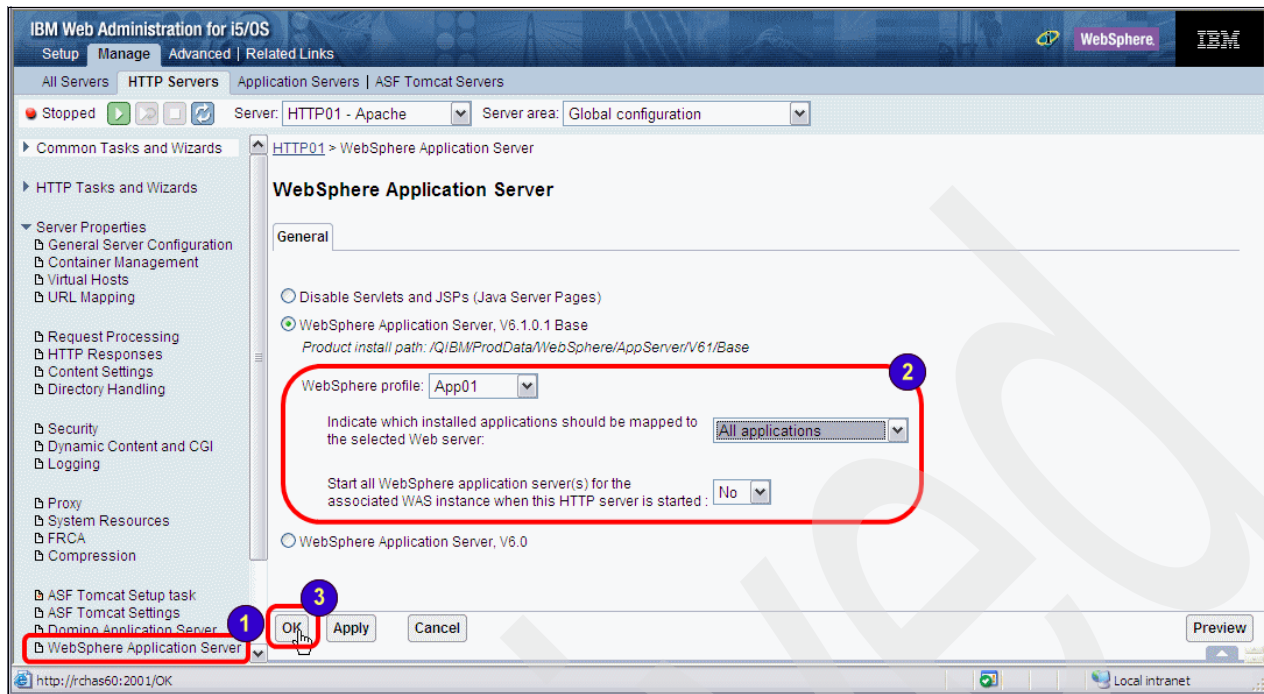 IBM Web Administration for i5/OS
Setup Manage Advanced | Related Links
WebSphere. IBM
All Servers HTTP Servers Application Servers | ASF Tomcat Servers
Stopped Server: HTTP01 - Apache Server area: Global configuration
Common Tasks and Wizards
HTTP Tasks and Wizards
Server Properties
General Server Configuration
Container Management
Virtual Hosts
URL Mapping
Request Processing
HTTP Responses
Content Settings
Directory Handling
Security
Dynamic Content and CGI
Logging
Proxy
System Resources
FRCA
Compression
ASF Tomcat Setup task
ASF Tomcat Settings
Domino Application Server
WebSphere Application Server
1
HTTP01 > WebSphere Application Server
WebSphere Application Server
General
Disable Servlets and JSPs (Java Server Pages)
WebSphere Application Server, V6.1.0.1 Base
Product install path: /QIBM/ProdData/WebSphere/AppServer/V61/Base
2
WebSphere profile: App01
Indicate which installed applications should be mapped to
the selected Web server:
All applications
Start all WebSphere application server(s) for the
associated WAS instance when this HTTP server is started :
No
WebSphere Application Server, V6.0
3
OK Apply Cancel Preview
http://rchas60:2001/OK Local intranet